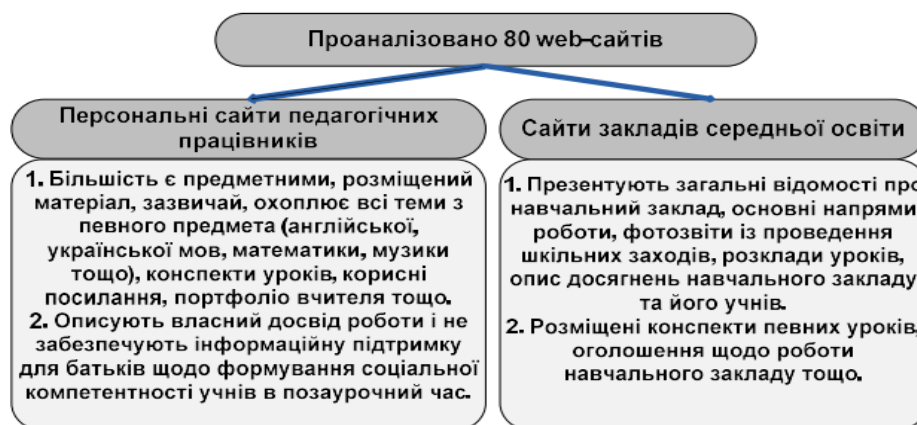 Проаналізовано 80 web-сайтів
Персональні сайти педагогічних
працівників
1. Більшість є предметними, розміщений
матеріал, зазвичай, охоплює всі теми з
певного предмета (англійської,
української мов, математики, музики
тощо), конспекти уроків, корисні
посилання, портфоліо вчителя тощо.
2. Описують власний досвід роботи і не
забезпечують інформаційну підтримку
для батьків щодо формування соціальної
компетентності учнів в позаурочний час.
Сайти закладів середньої освіти
1. Презентують загальні відомості про
навчальний заклад, основні напрями
роботи, фотозвіти із проведення
шкільних заходів, розклади уроків,
опис досягнень навчального закладу
та його учнів.
2. Розміщені конспекти певних уроків,
оголошення щодо роботи
навчального закладу тощо.